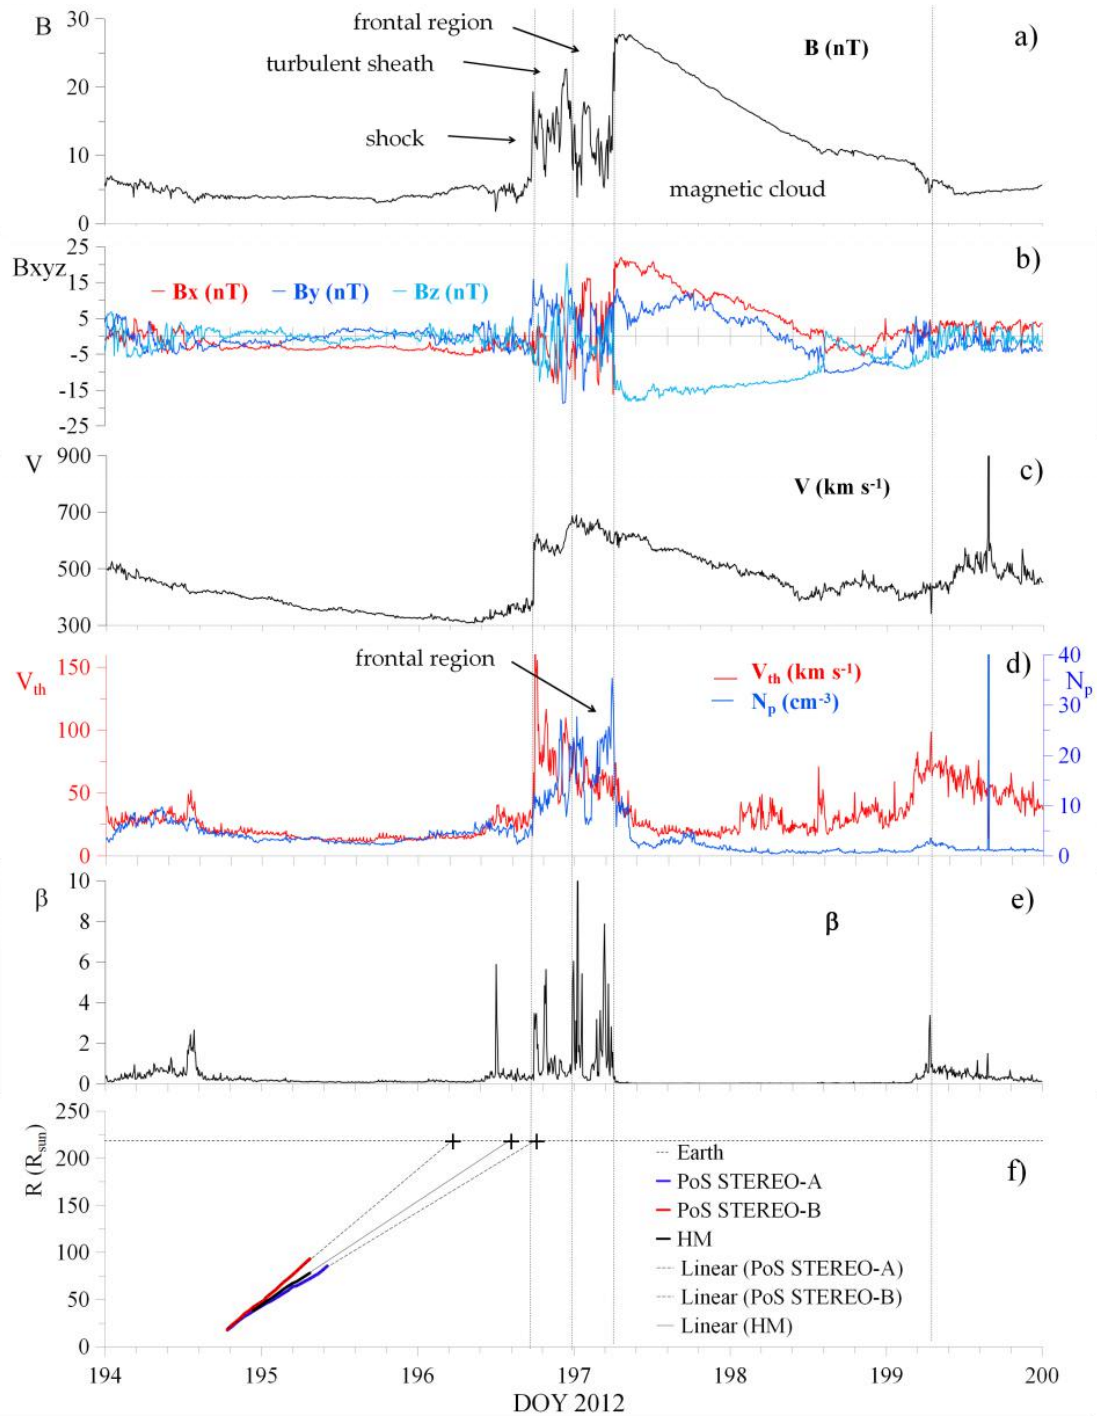 B
30
20
10
0
frontal region
turbulent sheath
shock
B (nT)
magnetic cloud
a)
Bxyz
25
15
5
-5
-15
-25
Bx (nT) By (nT) Bz (nT)
b)
V
900
700
500
300
V (km s-1)
c)
Vth
150
100
50
0
frontal region
Vth (km s-1)
Np (cm-3)
d)
Np
40
30
20
10
0
β
10
8
6
4
2
0
β
e)
R (Rsun)
250
200
150
100
50
0
Earth
PoS STEREO-A
PoS STEREO-B
HM
Linear (PoS STEREO-A)
Linear (PoS STEREO-B)
Linear (HM)
f)
194 195 196 197 198 199 200
DOY 2012